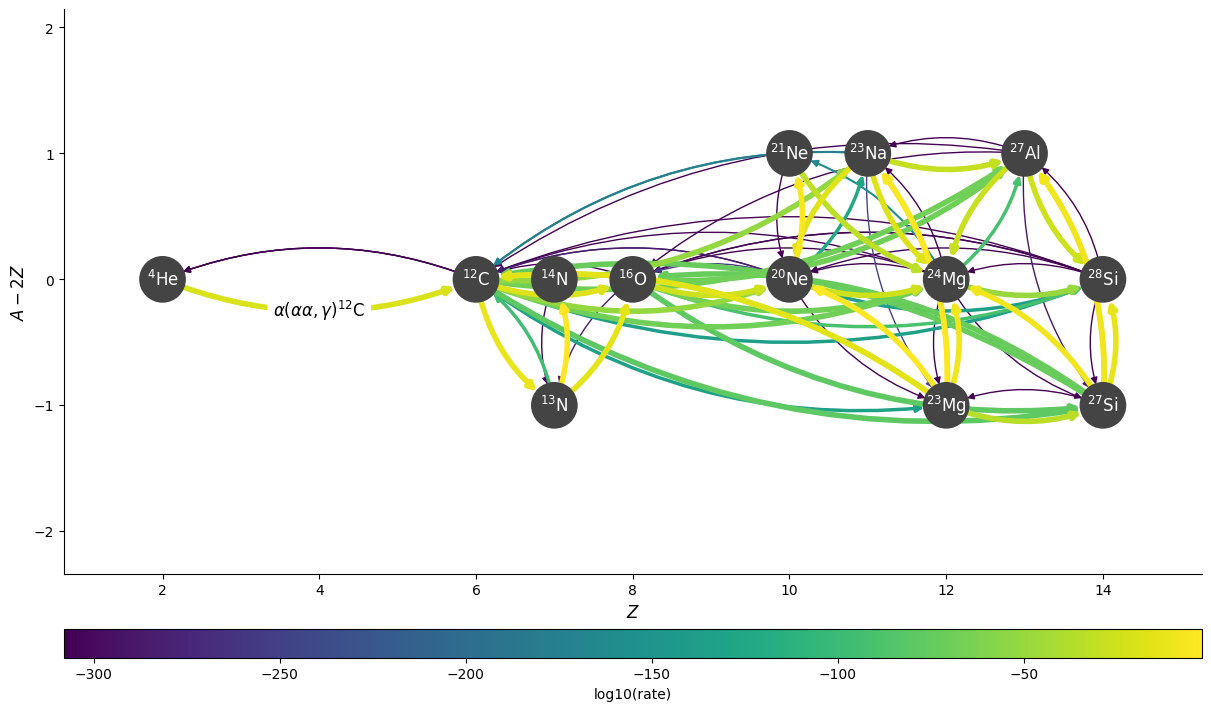 2
1
0
−1
−2
A − 2Z
²¹Ne
²³Na
²⁷Al
⁴He
¹²C
¹⁴N
¹⁶O
²⁰Ne
²⁴Mg
²⁸Si
α(αα, γ)¹²C
¹³N
²³Mg
²⁷Si
2 4 6 8 10 12 14
Z
−300 −250 −200 −150 −100 −50
log10(rate)